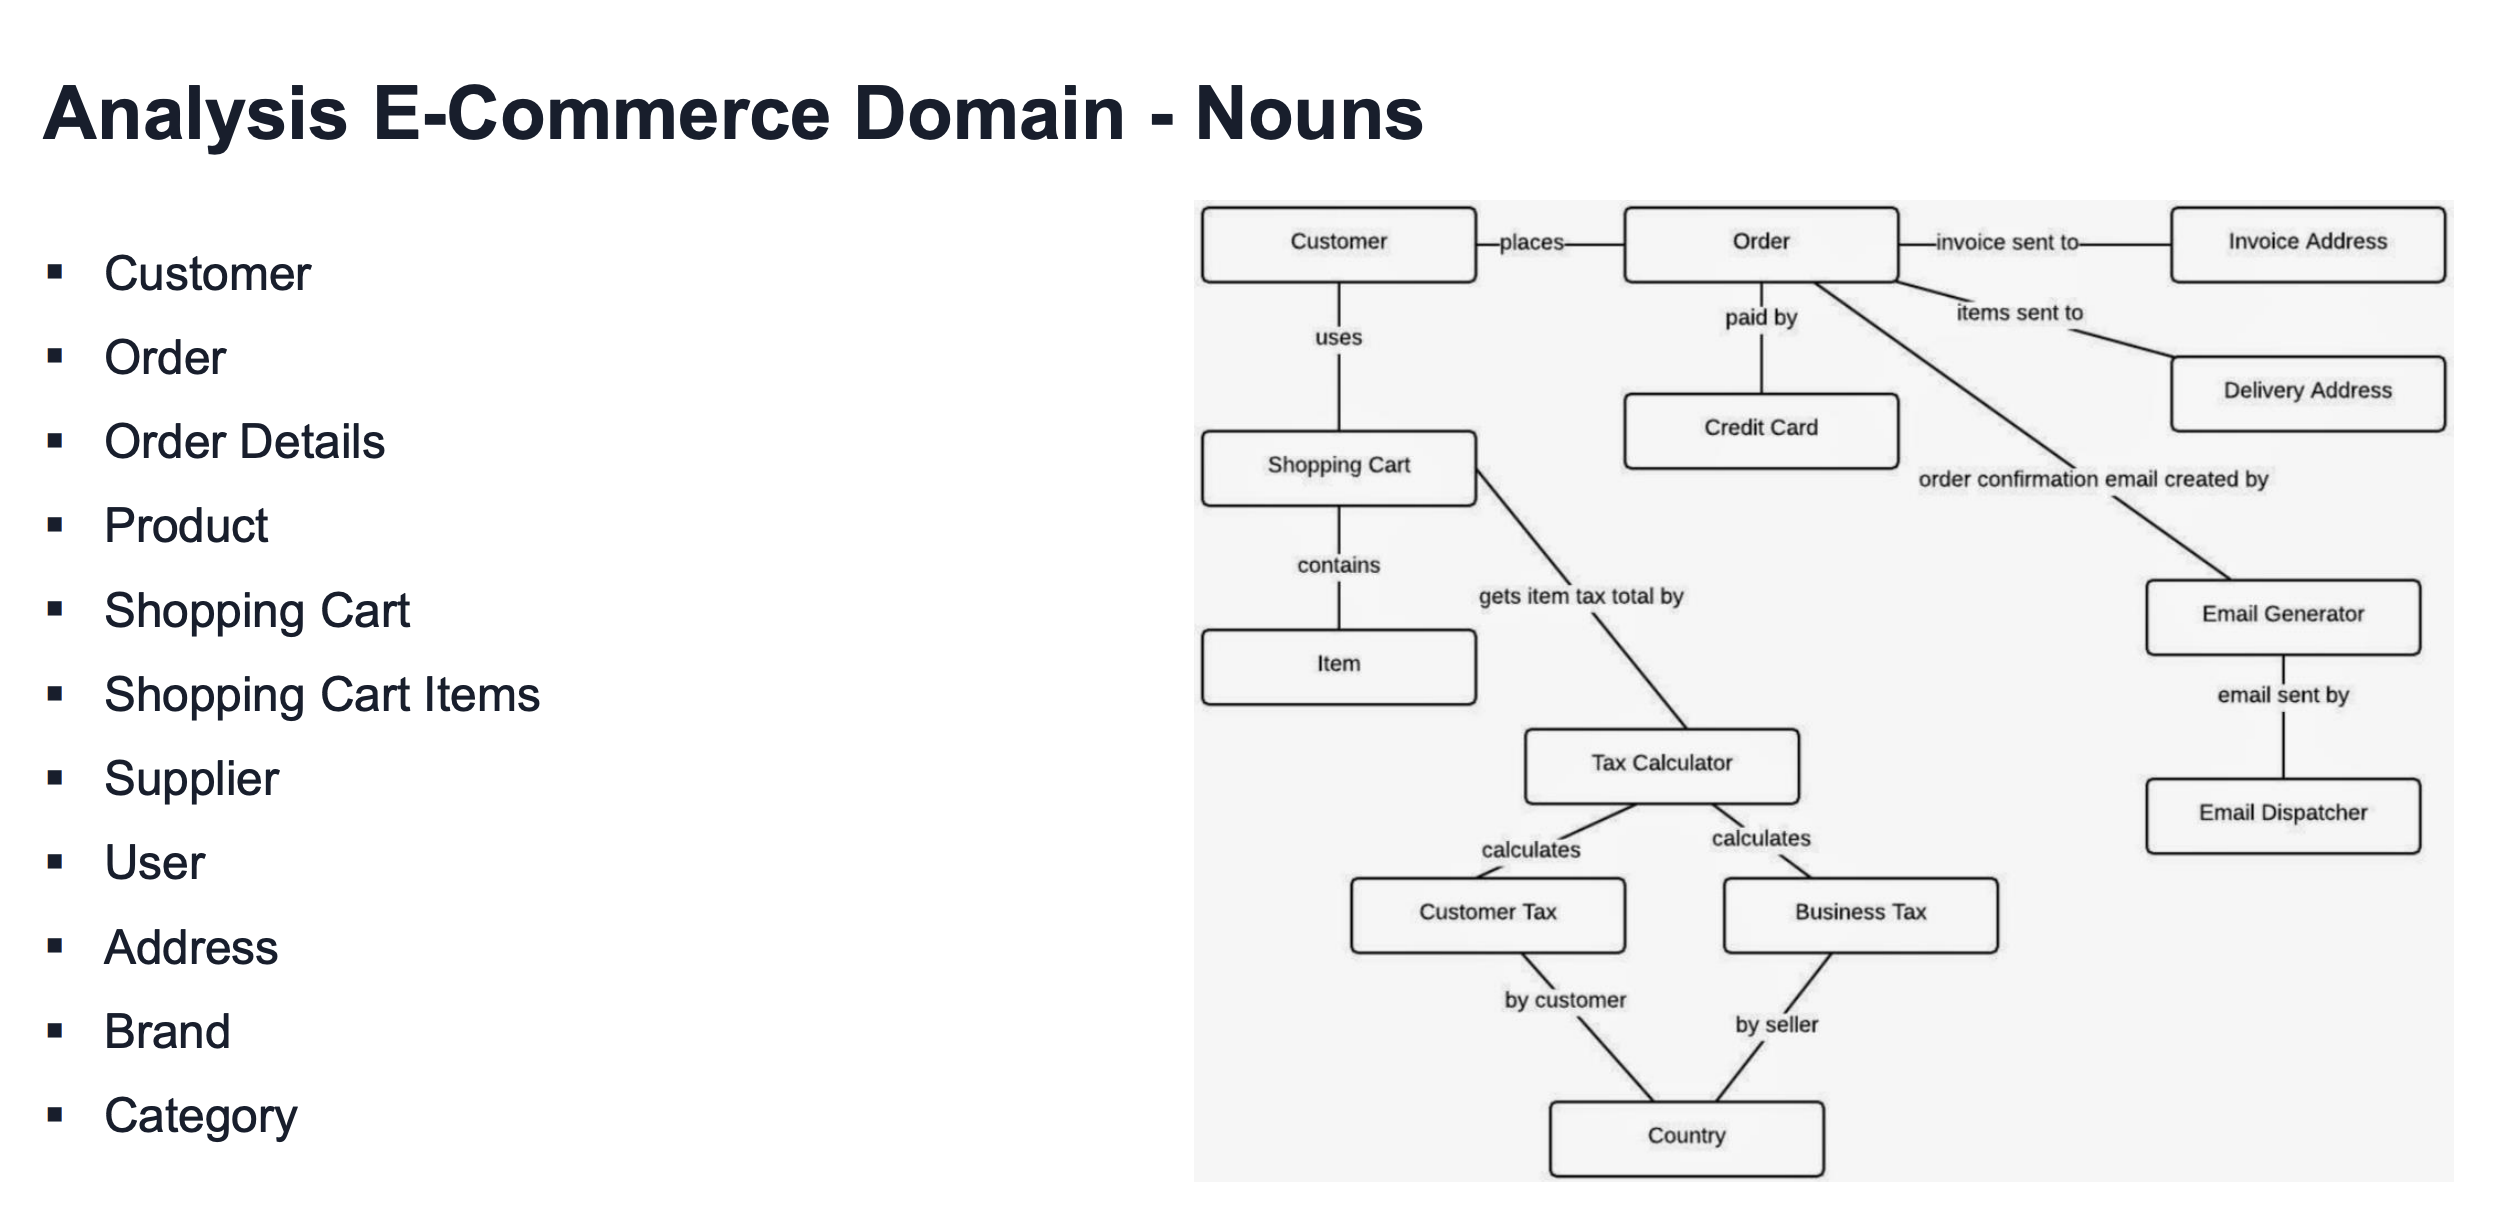 Analysis E-Commerce Domain - Nouns
▪ Customer
▪ Order
▪ Order Details
▪ Product
▪ Shopping Cart
▪ Shopping Cart Items
▪ Supplier
▪ User
▪ Address
▪ Brand
▪ Category
Customer
places
Order
invoice sent to
Invoice Address
uses
paid by
items sent to
Delivery Address
Credit Card
Shopping Cart
order confirmation email created by
contains
gets item tax total by
Email Generator
Item
email sent by
Tax Calculator
Email Dispatcher
calculates
calculates
Customer Tax
Business Tax
by customer
by seller
Country